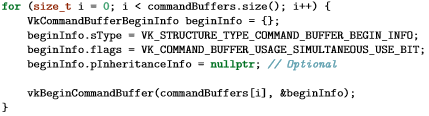 for (size_t i = 0; i < commandBuffers.size(); i++) {
    VkCommandBufferBeginInfo beginInfo = {};
    beginInfo.sType = VK_STRUCTURE_TYPE_COMMAND_BUFFER_BEGIN_INFO;
    beginInfo.flags = VK_COMMAND_BUFFER_USAGE_SIMULTANEOUS_USE_BIT;
    beginInfo.pInheritanceInfo = nullptr; // Optional

    vkBeginCommandBuffer(commandBuffers[i], &beginInfo);
}